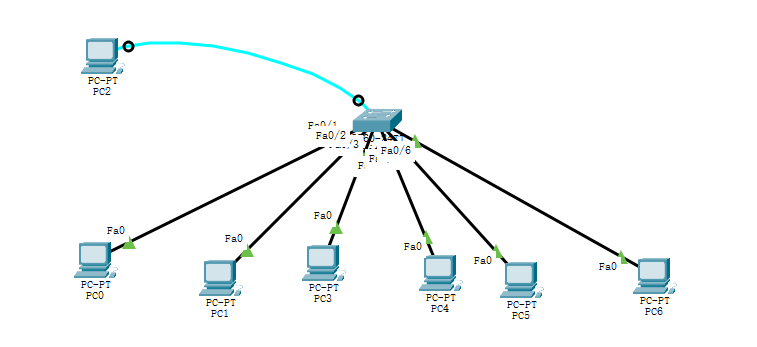 PC-PT
PC2
Fa0/1
Fa0/2
Fa0/6
Fa0
Fa0
Fa0
Fa0
Fa0
Fa0
PC-PT
PC0
PC-PT
PC1
PC-PT
PC3
PC-PT
PC4
PC-PT
PC5
PC-PT
PC6